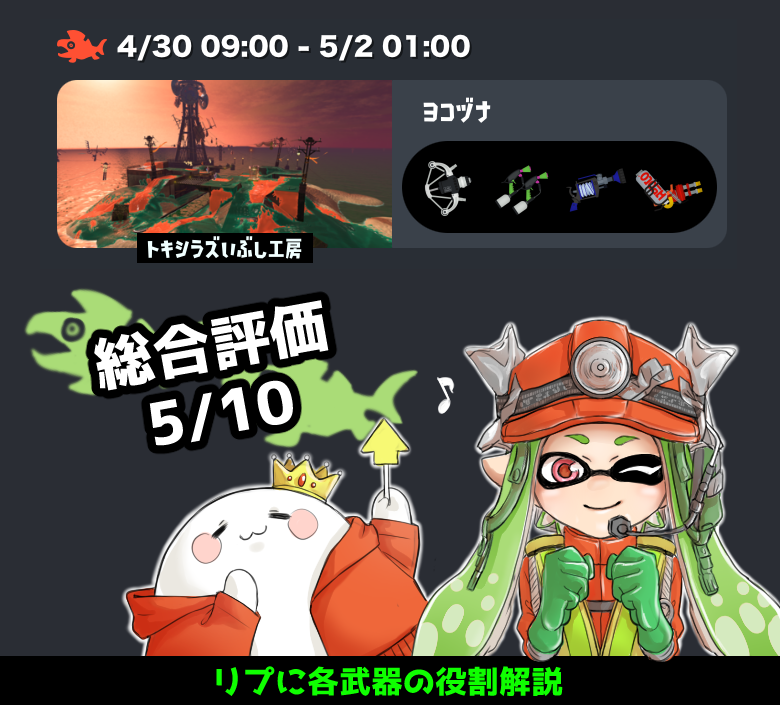 4/30 09:00 - 5/2 01:00
ヨコヅナ
トキシラズいぶし工房
総合評価
5/10
リプに各武器の役割解説